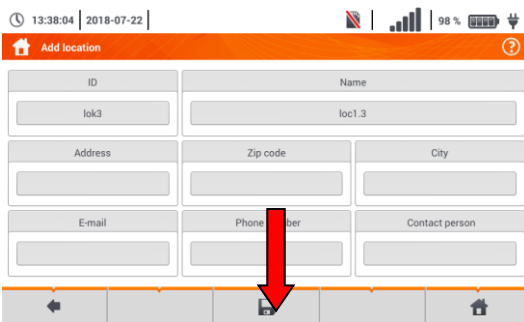 13:38:04 2018-07-22 98 %
Add location ?
ID Name
lok3 loc1.3
Address Zip code City
E-mail Phone ber Contact person